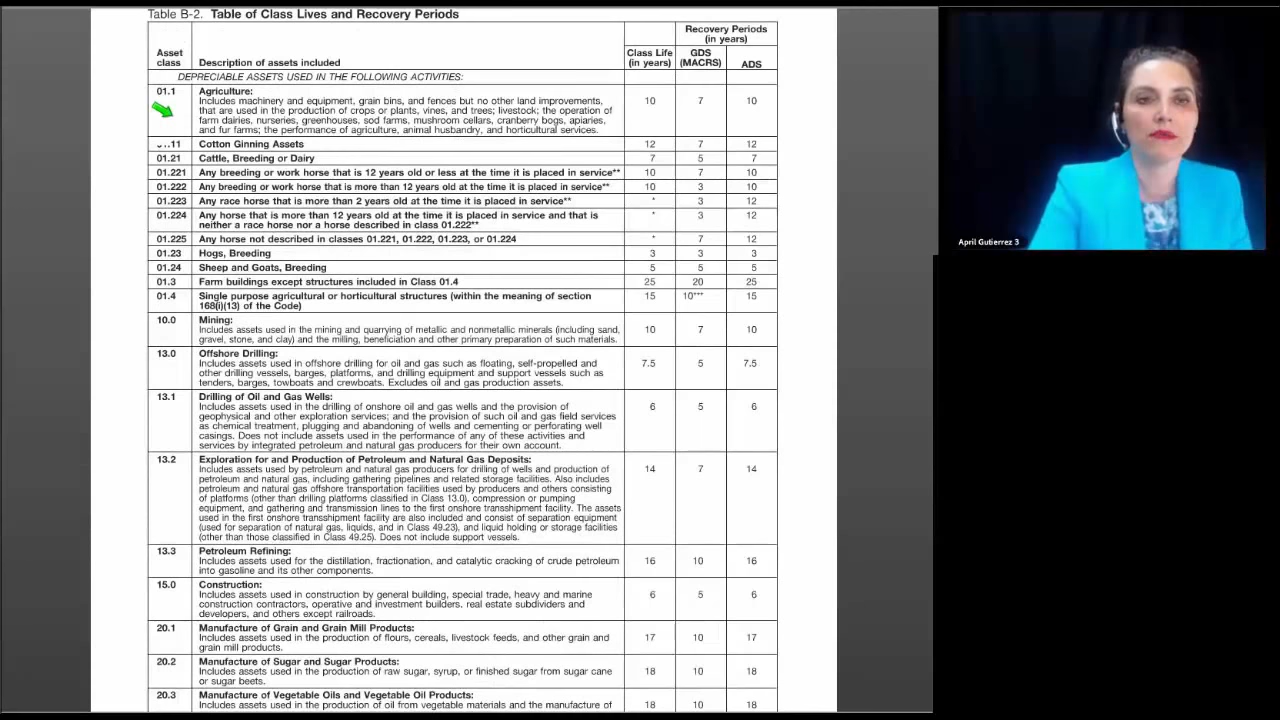 Table B-2. Table of Class Lives and Recovery Periods
Recovery Periods
(in years)
Asset
class
Description of assets included
Class Life
(in years)
GDS
(MACRS)
ADS
DEPRECIABLE ASSETS USED IN THE FOLLOWING ACTIVITIES:
01.1 Agriculture:
Includes machinery and equipment, grain bins, and fences but no other land improvements, 10 7 10
that are used in the production of crops or plants, vines, and trees; livestock; the operation of
farm dairies, nurseries, greenhouses, sod farms, mushroom cellars, cranberry bogs, apiaries,
and fur farms; the performance of agriculture, animal husbandry, and horticultural services.
.11 Cotton Ginning Assets 12 7 12
01.21 Cattle, Breeding or Dairy 7 5 7
01.221 Any breeding or work horse that is 12 years old or less at the time it is placed in service** 10 7 10
01.222 Any breeding or work horse that is more than 12 years old at the time it is placed in service** 10 3 10
01.223 Any race horse that is more than 2 years old at the time it is placed in service** * 3 12
01.224 Any horse that is more than 12 years old at the time it is placed in service and that is * 3 12
neither a race horse nor a horse described in class 01.222**
01.225 Any horse not described in classes 01.221, 01.222, 01.223, or 01.224 * 7 12
01.23 Hogs, Breeding 3 3 3
01.24 Sheep and Goats, Breeding 5 5 5
01.3 Farm buildings except structures included in Class 01.4 25 20 25
01.4 Single purpose agricultural or horticultural structures (within the meaning of section 15 10*** 15
168(i)(13) of the Code)
10.0 Mining:
Includes assets used in the mining and quarrying of metallic and nonmetallic minerals (including sand, 10 7 10
gravel, stone, and clay) and the milling, beneficiation and other primary preparation of such materials.
13.0 Offshore Drilling:
Includes assets used in offshore drilling for oil and gas such as floating, self-propelled and 7.5 5 7.5
other drilling vessels, barges, platforms, and drilling equipment and support vessels such as
tenders, barges, towboats and crewboats. Excludes oil and gas production assets.
13.1 Drilling of Oil and Gas Wells:
Includes assets used in the drilling of onshore oil and gas wells and the provision of 6 5 6
geophysical and other exploration services; and the provision of such oil and gas field services
as chemical treatment, plugging and abandoning of wells and cementing or perforating well
casings. Does not include assets used in the performance of any of these activities and
services by integrated petroleum and natural gas producers for their own account.
13.2 Exploration for and Production of Petroleum and Natural Gas Deposits:
Includes assets used by petroleum and natural gas producers for drilling of wells and production of 14 7 14
petroleum and natural gas, including gathering pipelines and related storage facilities. Also includes
petroleum and natural gas offshore transportation facilities used by producers and others consisting
of platforms (other than drilling platforms classified in Class 13.0), compression or pumping
equipment, and gathering and transmission lines to the first onshore transshipment facility. The assets
used in the first onshore transshipment facility are also included and consist of separation equipment
(used for separation of natural gas, liquids, and in Class 49.23), and liquid holding or storage facilities
(other than those classified in Class 49.25). Does not include support vessels.
13.3 Petroleum Refining:
Includes assets used for the distillation, fractionation, and catalytic cracking of crude petroleum 16 10 16
into gasoline and its other components.
15.0 Construction:
Includes assets used in construction by general building, special trade, heavy and marine 6 5 6
construction contractors, operative and investment builders, real estate subdividers and
developers, and others except railroads.
20.1 Manufacture of Grain and Grain Mill Products:
Includes assets used in the production of flours, cereals, livestock feeds, and other grain and 17 10 17
grain mill products.
20.2 Manufacture of Sugar and Sugar Products:
Includes assets used in the production of raw sugar, syrup, or finished sugar from sugar cane 18 10 18
or sugar beets.
20.3 Manufacture of Vegetable Oils and Vegetable Oil Products:
Includes assets used in the production of oil from vegetable materials and the manufacture of 18 10 18
April Gutierrez 3